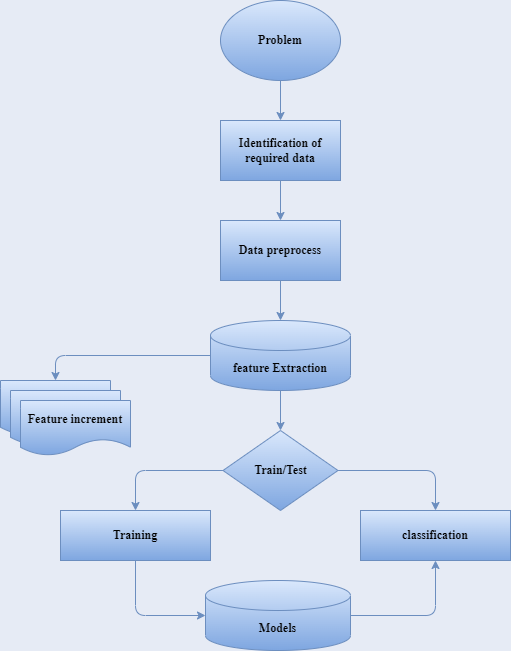 Problem
Identification of
required data
Data preprocess
feature Extraction
Feature increment
Train/Test
Training
classification
Models